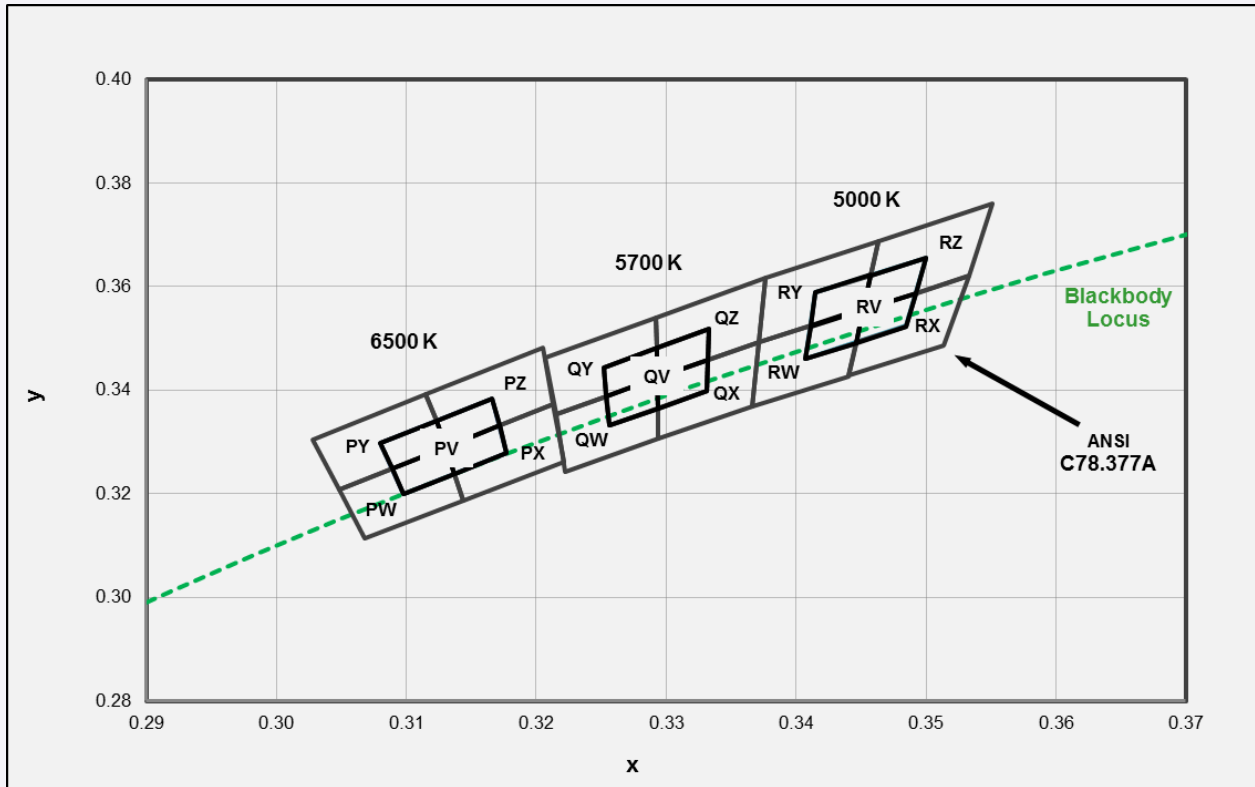 0.40
0.38
0.36
0.34
0.32
0.30
0.28
y
0.29 0.30 0.31 0.32 0.33 0.34 0.35 0.36 0.37
x
6500 K
5700 K
5000 K
PY
PZ
PV
PX
PW
QY
QZ
QV
QX
QW
RY
RZ
RV
RX
RW
Blackbody
Locus
ANSI
C78.377A